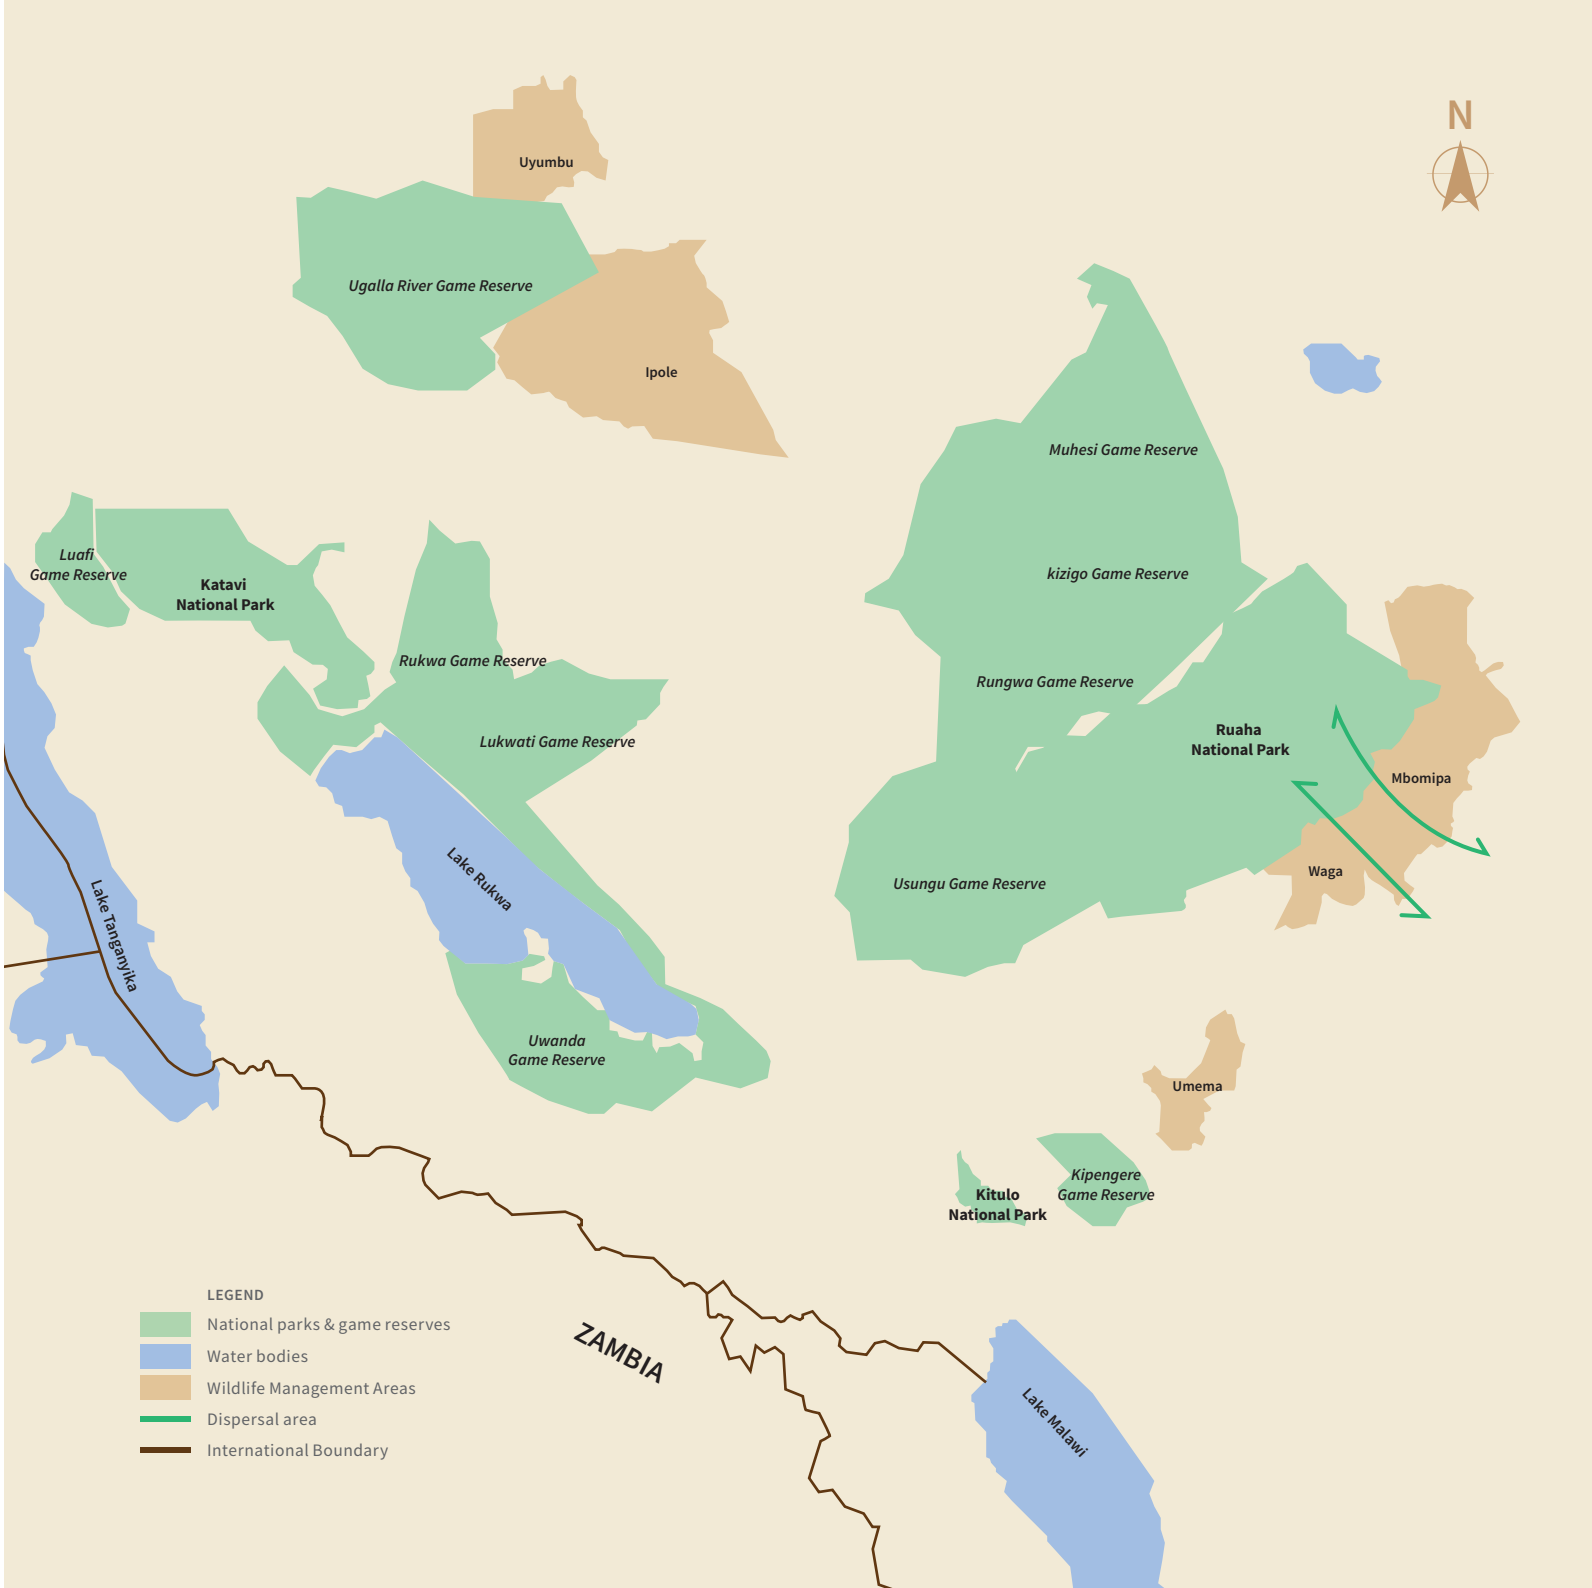 N
Uyumbu
Ugalla River Game Reserve
Ipole
Muhesi Game Reserve
Luafi
Game Reserve
Katavi
National Park
kizigo Game Reserve
Rukwa Game Reserve
Rungwa Game Reserve
Lukwati Game Reserve
Ruaha
National Park
Mbomipa
Lake Rukwa
Waga
Usungu Game Reserve
Lake Tanganyika
Uwanda
Game Reserve
Umema
Kipengere
Game Reserve
Kitulo
National Park
ZAMBIA
Lake Malawi
LEGEND
National parks & game reserves
Water bodies
Wildlife Management Areas
Dispersal area
International Boundary